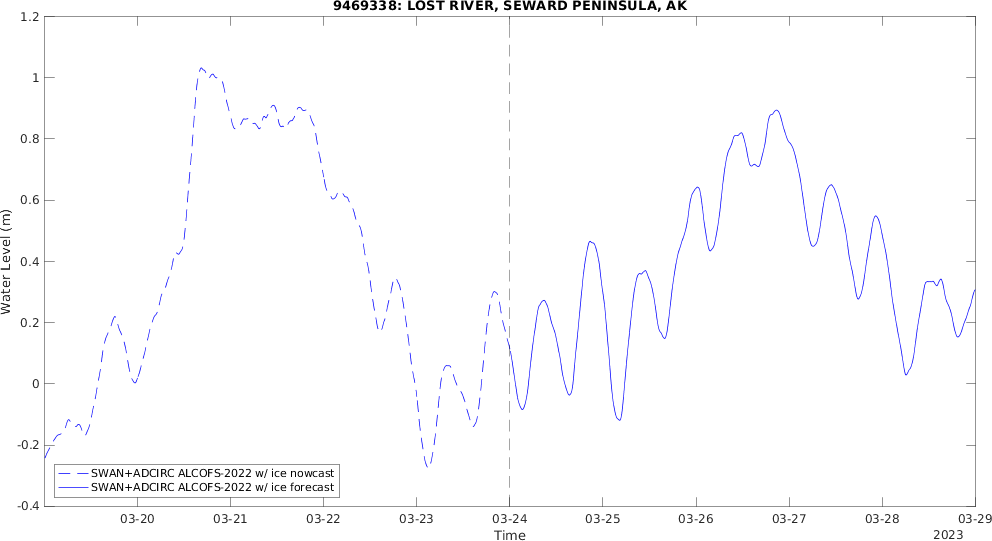 9469338: LOST RIVER, SEWARD PENINSULA, AK
1.2
1
0.8
0.6
0.4
0.2
0
-0.2
-0.4
Water Level (m)
SWAN+ADCIRC ALCOFS-2022 w/ ice nowcast
SWAN+ADCIRC ALCOFS-2022 w/ ice forecast
03-20 03-21 03-22 03-23 03-24 03-25 03-26 03-27 03-28 03-29
Time
2023